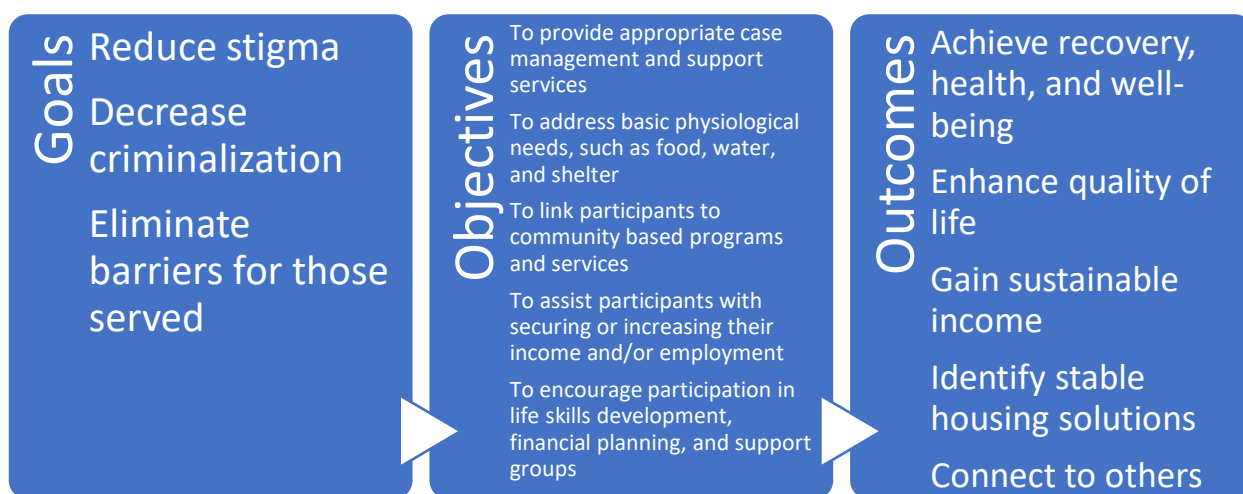 Goals
Reduce stigma
Decrease
criminalization
Eliminate
barriers for those
served
Objectives
To provide appropriate case
management and support
services
To address basic physiological
needs, such as food, water,
and shelter
To link participants to
community based programs
and services
To assist participants with
securing or increasing their
income and/or employment
To encourage participation in
life skills development,
financial planning, and support
groups
Outcomes
Achieve recovery,
health, and well-
being
Enhance quality of
life
Gain sustainable
income
Identify stable
housing solutions
Connect to others